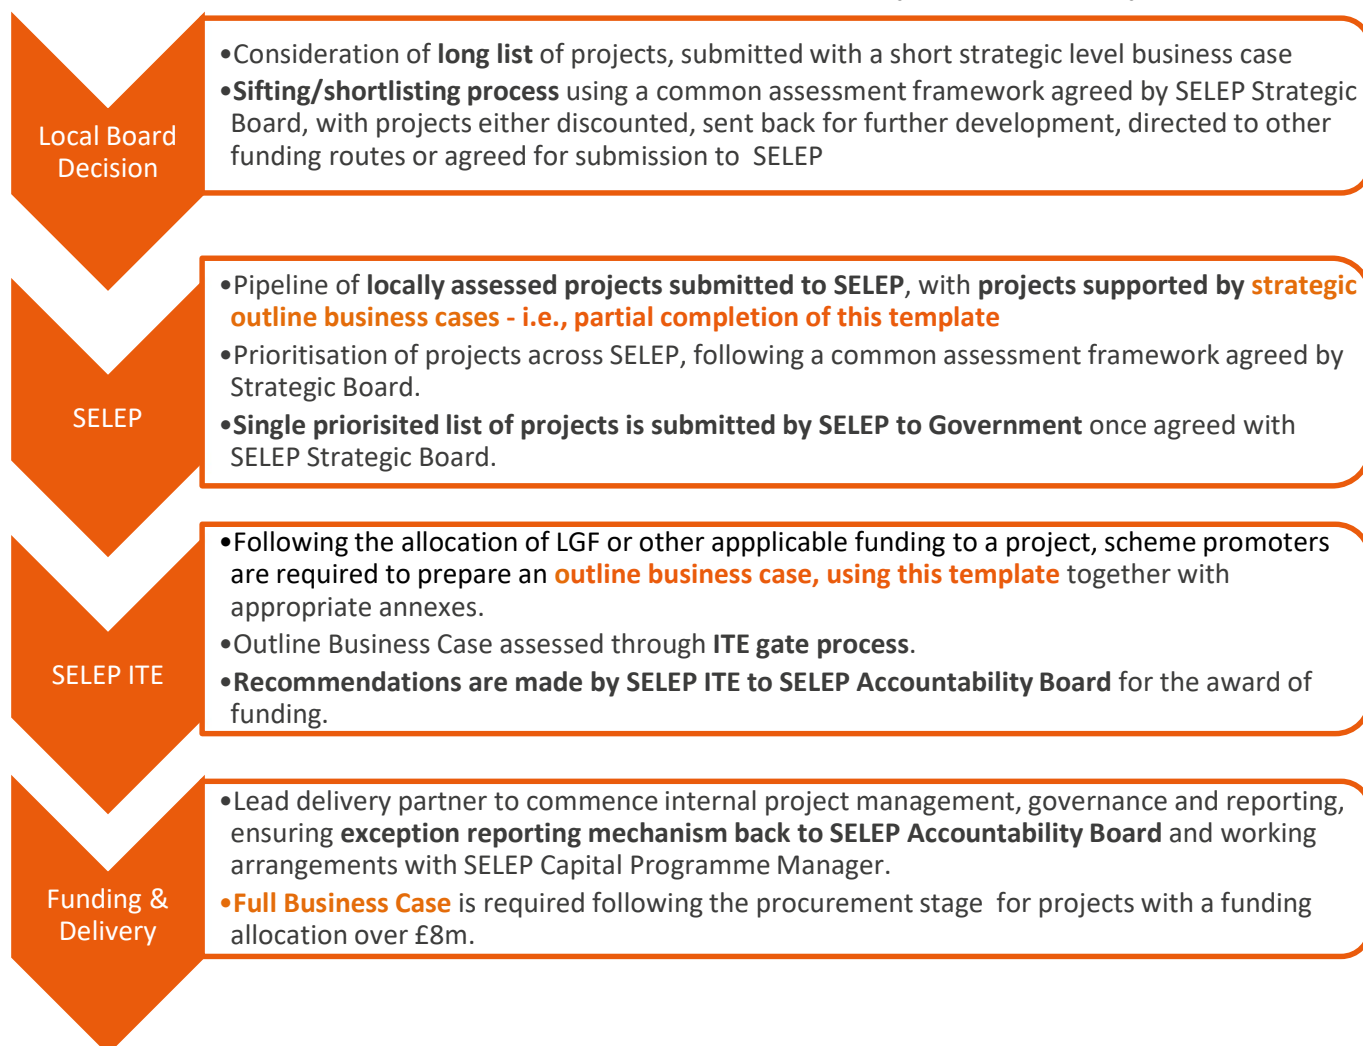 Local Board
Decision
•Consideration of long list of projects, submitted with a short strategic level business case
•Sifting/shortlisting process using a common assessment framework agreed by SELEP Strategic
Board, with projects either discounted, sent back for further development, directed to other
funding routes or agreed for submission to SELEP
SELEP
•Pipeline of locally assessed projects submitted to SELEP, with projects supported by strategic
outline business cases - i.e., partial completion of this template
•Prioritisation of projects across SELEP, following a common assessment framework agreed by
Strategic Board.
•Single priorisited list of projects is submitted by SELEP to Government once agreed with
SELEP Strategic Board.
SELEP ITE
•Following the allocation of LGF or other appplicable funding to a project, scheme promoters
are required to prepare an outline business case, using this template together with
appropriate annexes.
•Outline Business Case assessed through ITE gate process.
•Recommendations are made by SELEP ITE to SELEP Accountability Board for the award of
funding.
Funding &
Delivery
•Lead delivery partner to commence internal project management, governance and reporting,
ensuring exception reporting mechanism back to SELEP Accountability Board and working
arrangements with SELEP Capital Programme Manager.
•Full Business Case is required following the procurement stage for projects with a funding
allocation over £8m.